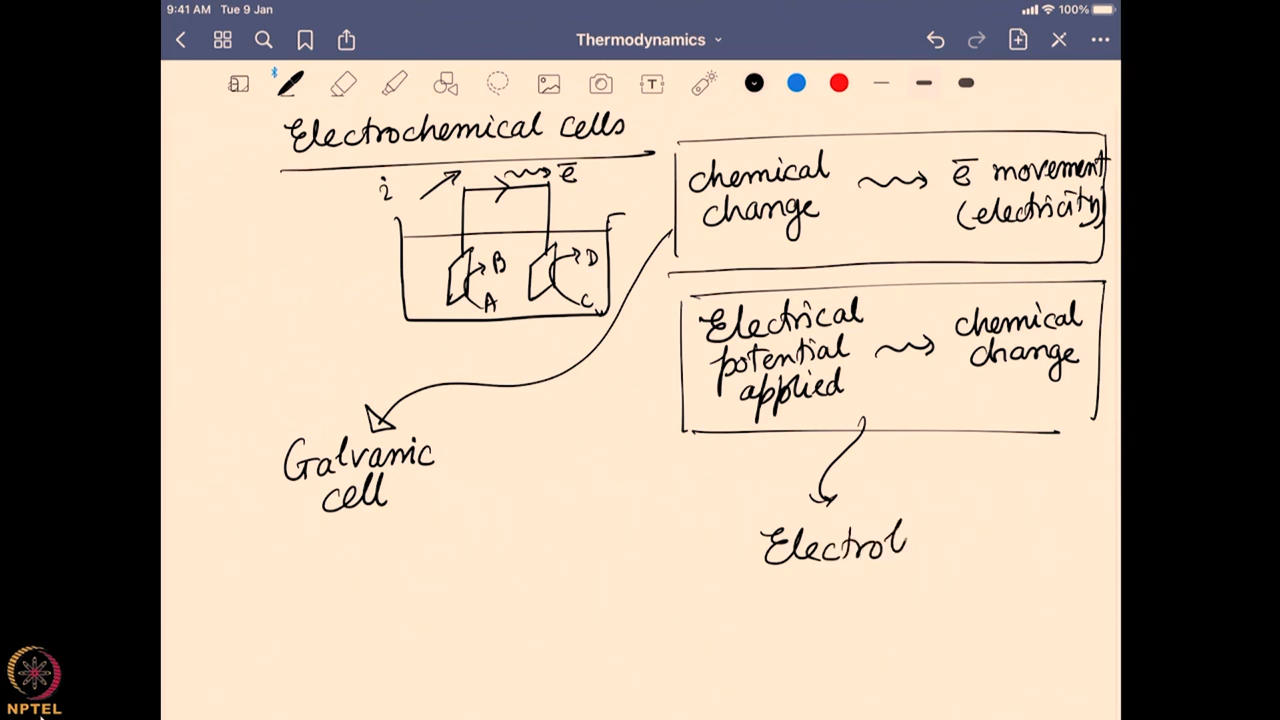 9:41 AM Tue 9 Jan
100%
Thermodynamics
T
Electrochemical cells
i
e̅
B
A
D
C
chemical change
e̅ movement (electricity)
Electrical potential applied
chemical change
Galvanic cell
Electrol
NPTEL